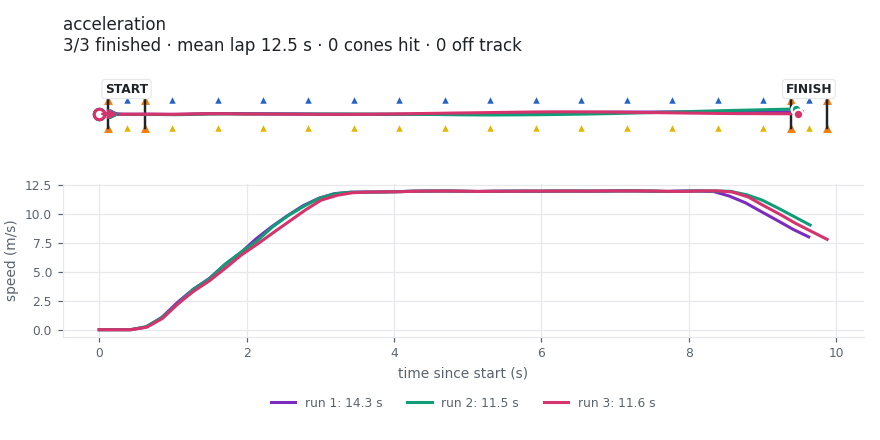 acceleration
3/3 finished · mean lap 12.5 s · 0 cones hit · 0 off track
START
FINISH
12.5
10.0
7.5
5.0
2.5
0.0
speed (m/s)
0
2
4
6
8
10
time since start (s)
run 1: 14.3 s
run 2: 11.5 s
run 3: 11.6 s